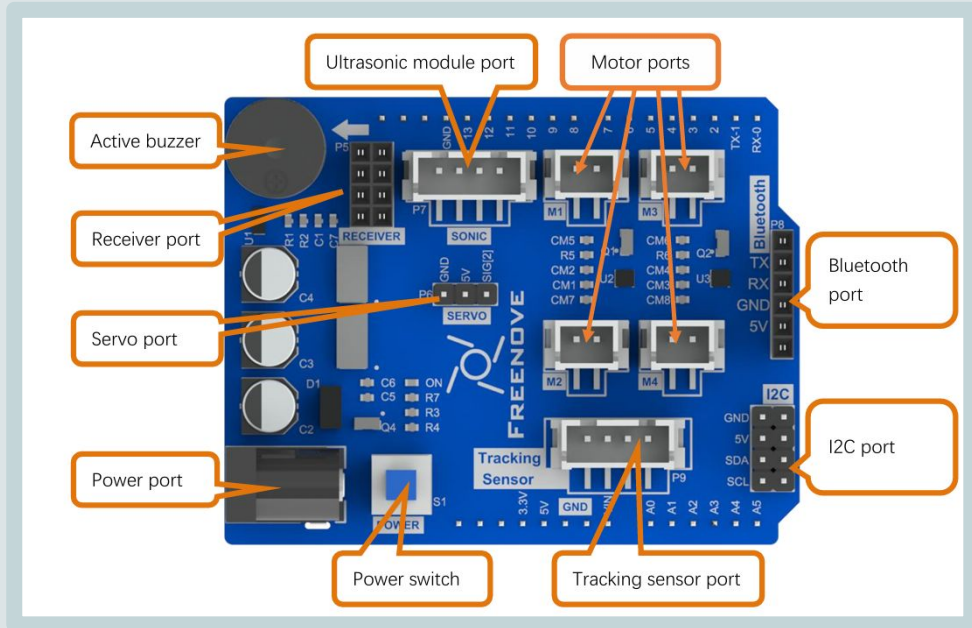 Ultrasonic module port
Motor ports
Active buzzer
Receiver port
Servo port
Power port
Power switch
Tracking sensor port
Bluetooth
port
I2C port
GND
13
12
11
10
9
8
7
6
5
4
3
2
TX-1
RX-0
P5
RECEIVER
P7
SONIC
M1
M3
U1
R1
R2
C1
C4
P6
GND
5V
SIG[2]
SERVO
CM5
R5
CM2
CM1
CM7
Q1
U2
CM6
R6
CM4
CM3
CM8
Q2
U3
Bluetooth
P8
TX
RX
GND
5V
C3
M2
M4
D1
C6
C5
ON
R7
R3
R4
Q4
C2
FREENOVE
I2C
GND
5V
SDA
SCL
Tracking
Sensor
P9
S1
POWER
3.3V
5V
GND
A0
A1
A2
A3
A4
A5